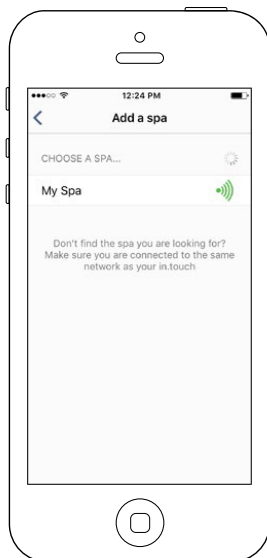 12:24 PM
Add a spa
CHOOSE A SPA...
My Spa
Don't find the spa you are looking for?
Make sure you are connected to the same
network as your in.touch